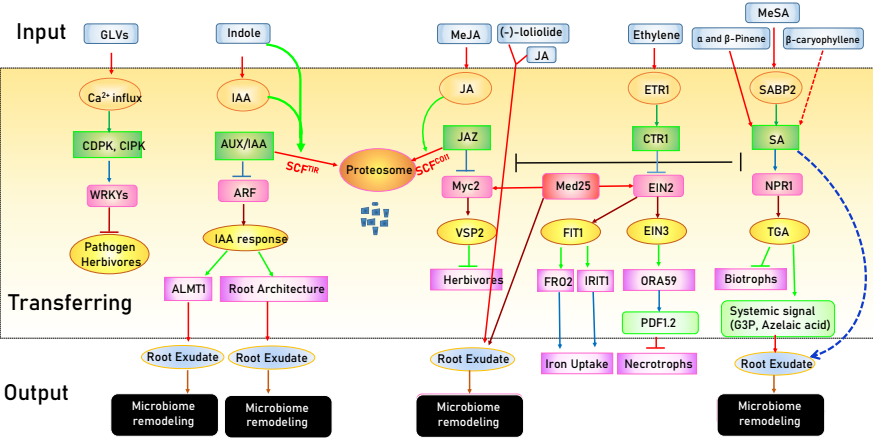 Input
GLVs
Indole
MeJA
(-)-loliolide
JA
Ethylene
MeSA
α and β-Pinene
β-caryophyllene
Ca2+ influx
IAA
JA
ETR1
SABP2
CDPK, CIPK
AUX/IAA
SCFTIR
Proteosome
SCFCOI1
JAZ
CTR1
SA
WRKYs
ARF
Myc2
Med25
EIN2
NPR1
Pathogen
Herbivores
IAA response
VSP2
FIT1
EIN3
TGA
ALMT1
Root Architecture
Herbivores
FRO2
IRIT1
ORA59
Biotrophs
Transferring
PDF1.2
Systemic signal
(G3P, Azelaic acid)
Root Exudate
Root Exudate
Root Exudate
Iron Uptake
Necrotrophs
Root Exudate
Output
Microbiome
remodeling
Microbiome
remodeling
Microbiome
remodeling
Microbiome
remodeling